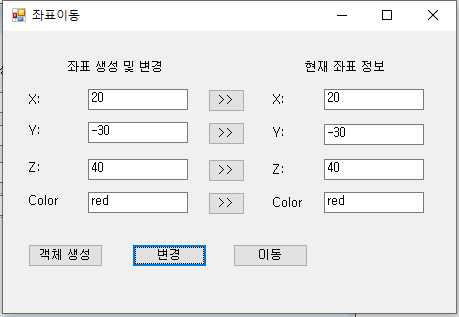 좌표이동
좌표 생성 및 변경 현재 좌표 정보
X: 20 >> X: 20
Y: -30 >> Y: -30
Z: 40 >> Z: 40
Color red >> Color red
객체 생성 변경 이동